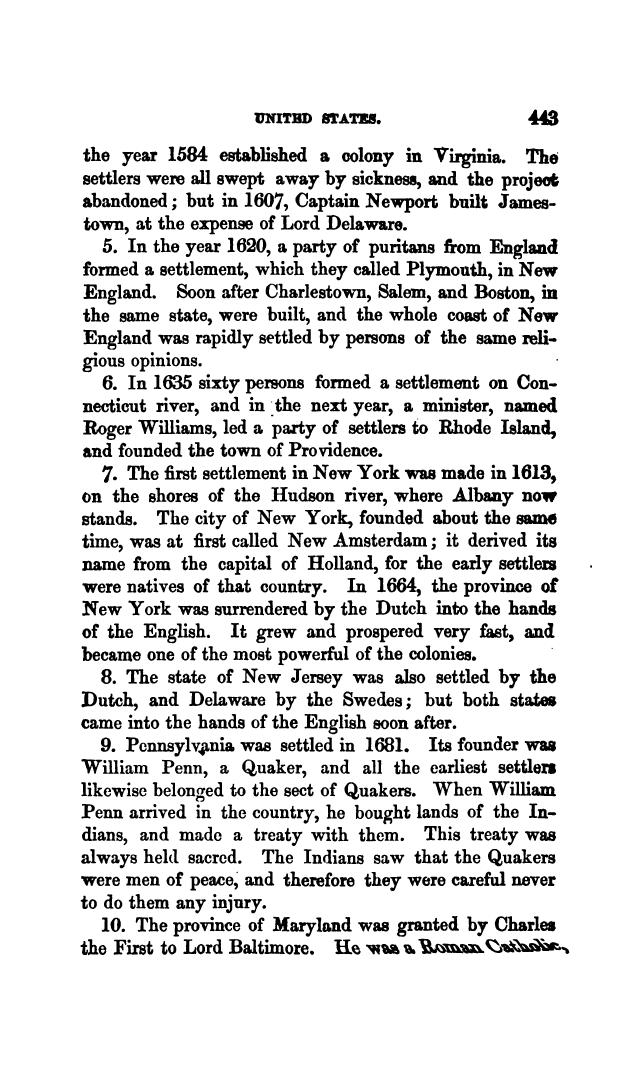 UNITED STATES. 443
the year 1584 established a colony in Virginia. The
settlers were all swept away by sickness, and the project
abandoned; but in 1607, Captain Newport built James-
town, at the expense of Lord Delaware.
5. In the year 1620, a party of puritans from England
formed a settlement, which they called Plymouth, in New
England. Soon after Charlestown, Salem, and Boston, in
the same state, were built, and the whole coast of New
England was rapidly settled by persons of the same reli-
gious opinions.
6. In 1635 sixty persons formed a settlement on Con-
necticut river, and in the next year, a minister, named
Roger Williams, led a party of settlers to Rhode Island,
and founded the town of Providence.
7. The first settlement in New York was made in 1613,
on the shores of the Hudson river, where Albany now
stands. The city of New York, founded about the same
time, was at first called New Amsterdam; it derived its
name from the capital of Holland, for the early settlers
were natives of that country. In 1664, the province of
New York was surrendered by the Dutch into the hands
of the English. It grew and prospered very fast, and
became one of the most powerful of the colonies.
8. The state of New Jersey was also settled by the
Dutch, and Delaware by the Swedes; but both states
came into the hands of the English soon after.
9. Pennsylvania was settled in 1681. Its founder was
William Penn, a Quaker, and all the earliest settlers
likewise belonged to the sect of Quakers. When William
Penn arrived in the country, he bought lands of the In-
dians, and made a treaty with them. This treaty was
always held sacred. The Indians saw that the Quakers
were men of peace, and therefore they were careful never
to do them any injury.
10. The province of Maryland was granted by Charles
the First to Lord Baltimore. He was a Roman Catholic,